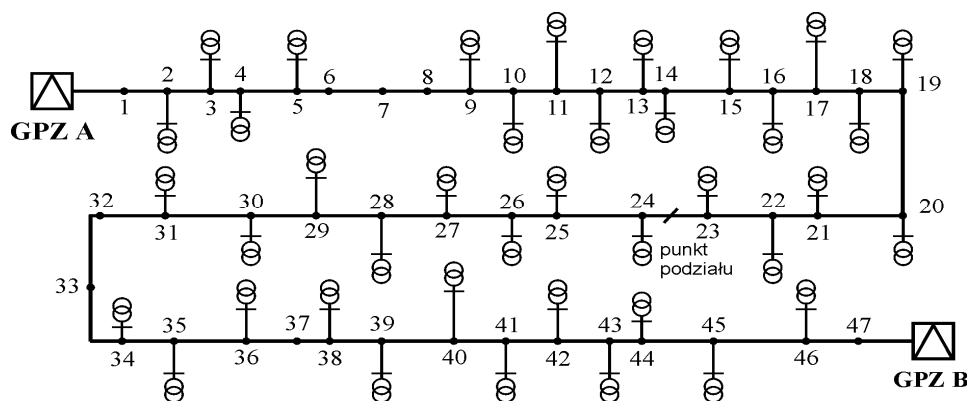 2 4 6 8 10 12 14 16 18 19
1 3 5 7 9 11 13 15 17
GPZ A
32 30 28 26 24 22 20
31 29 27 25 23 21
punkt
podziału
33
35 37 39 41 43 45 47
34 36 38 40 42 44 46
GPZ B